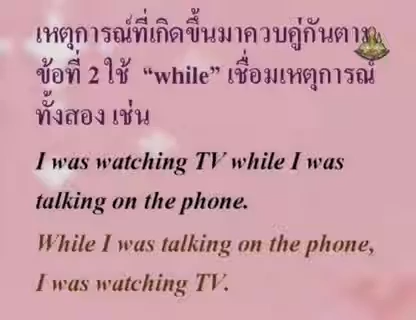 เหตุการณ์ที่เกิดขึ้นมาควบคู่กันตาม
ข้อที่ 2 ใช้ “while” เชื่อมเหตุการณ์
ทั้งสอง เช่น
I was watching TV while I was
talking on the phone.
While I was talking on the phone,
I was watching TV.